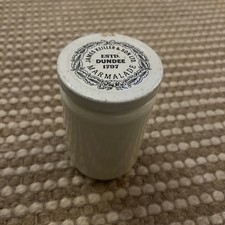 JAMES KEILLER & SON LTD.
ESTD.
DUNDEE
1797
MARMALADE